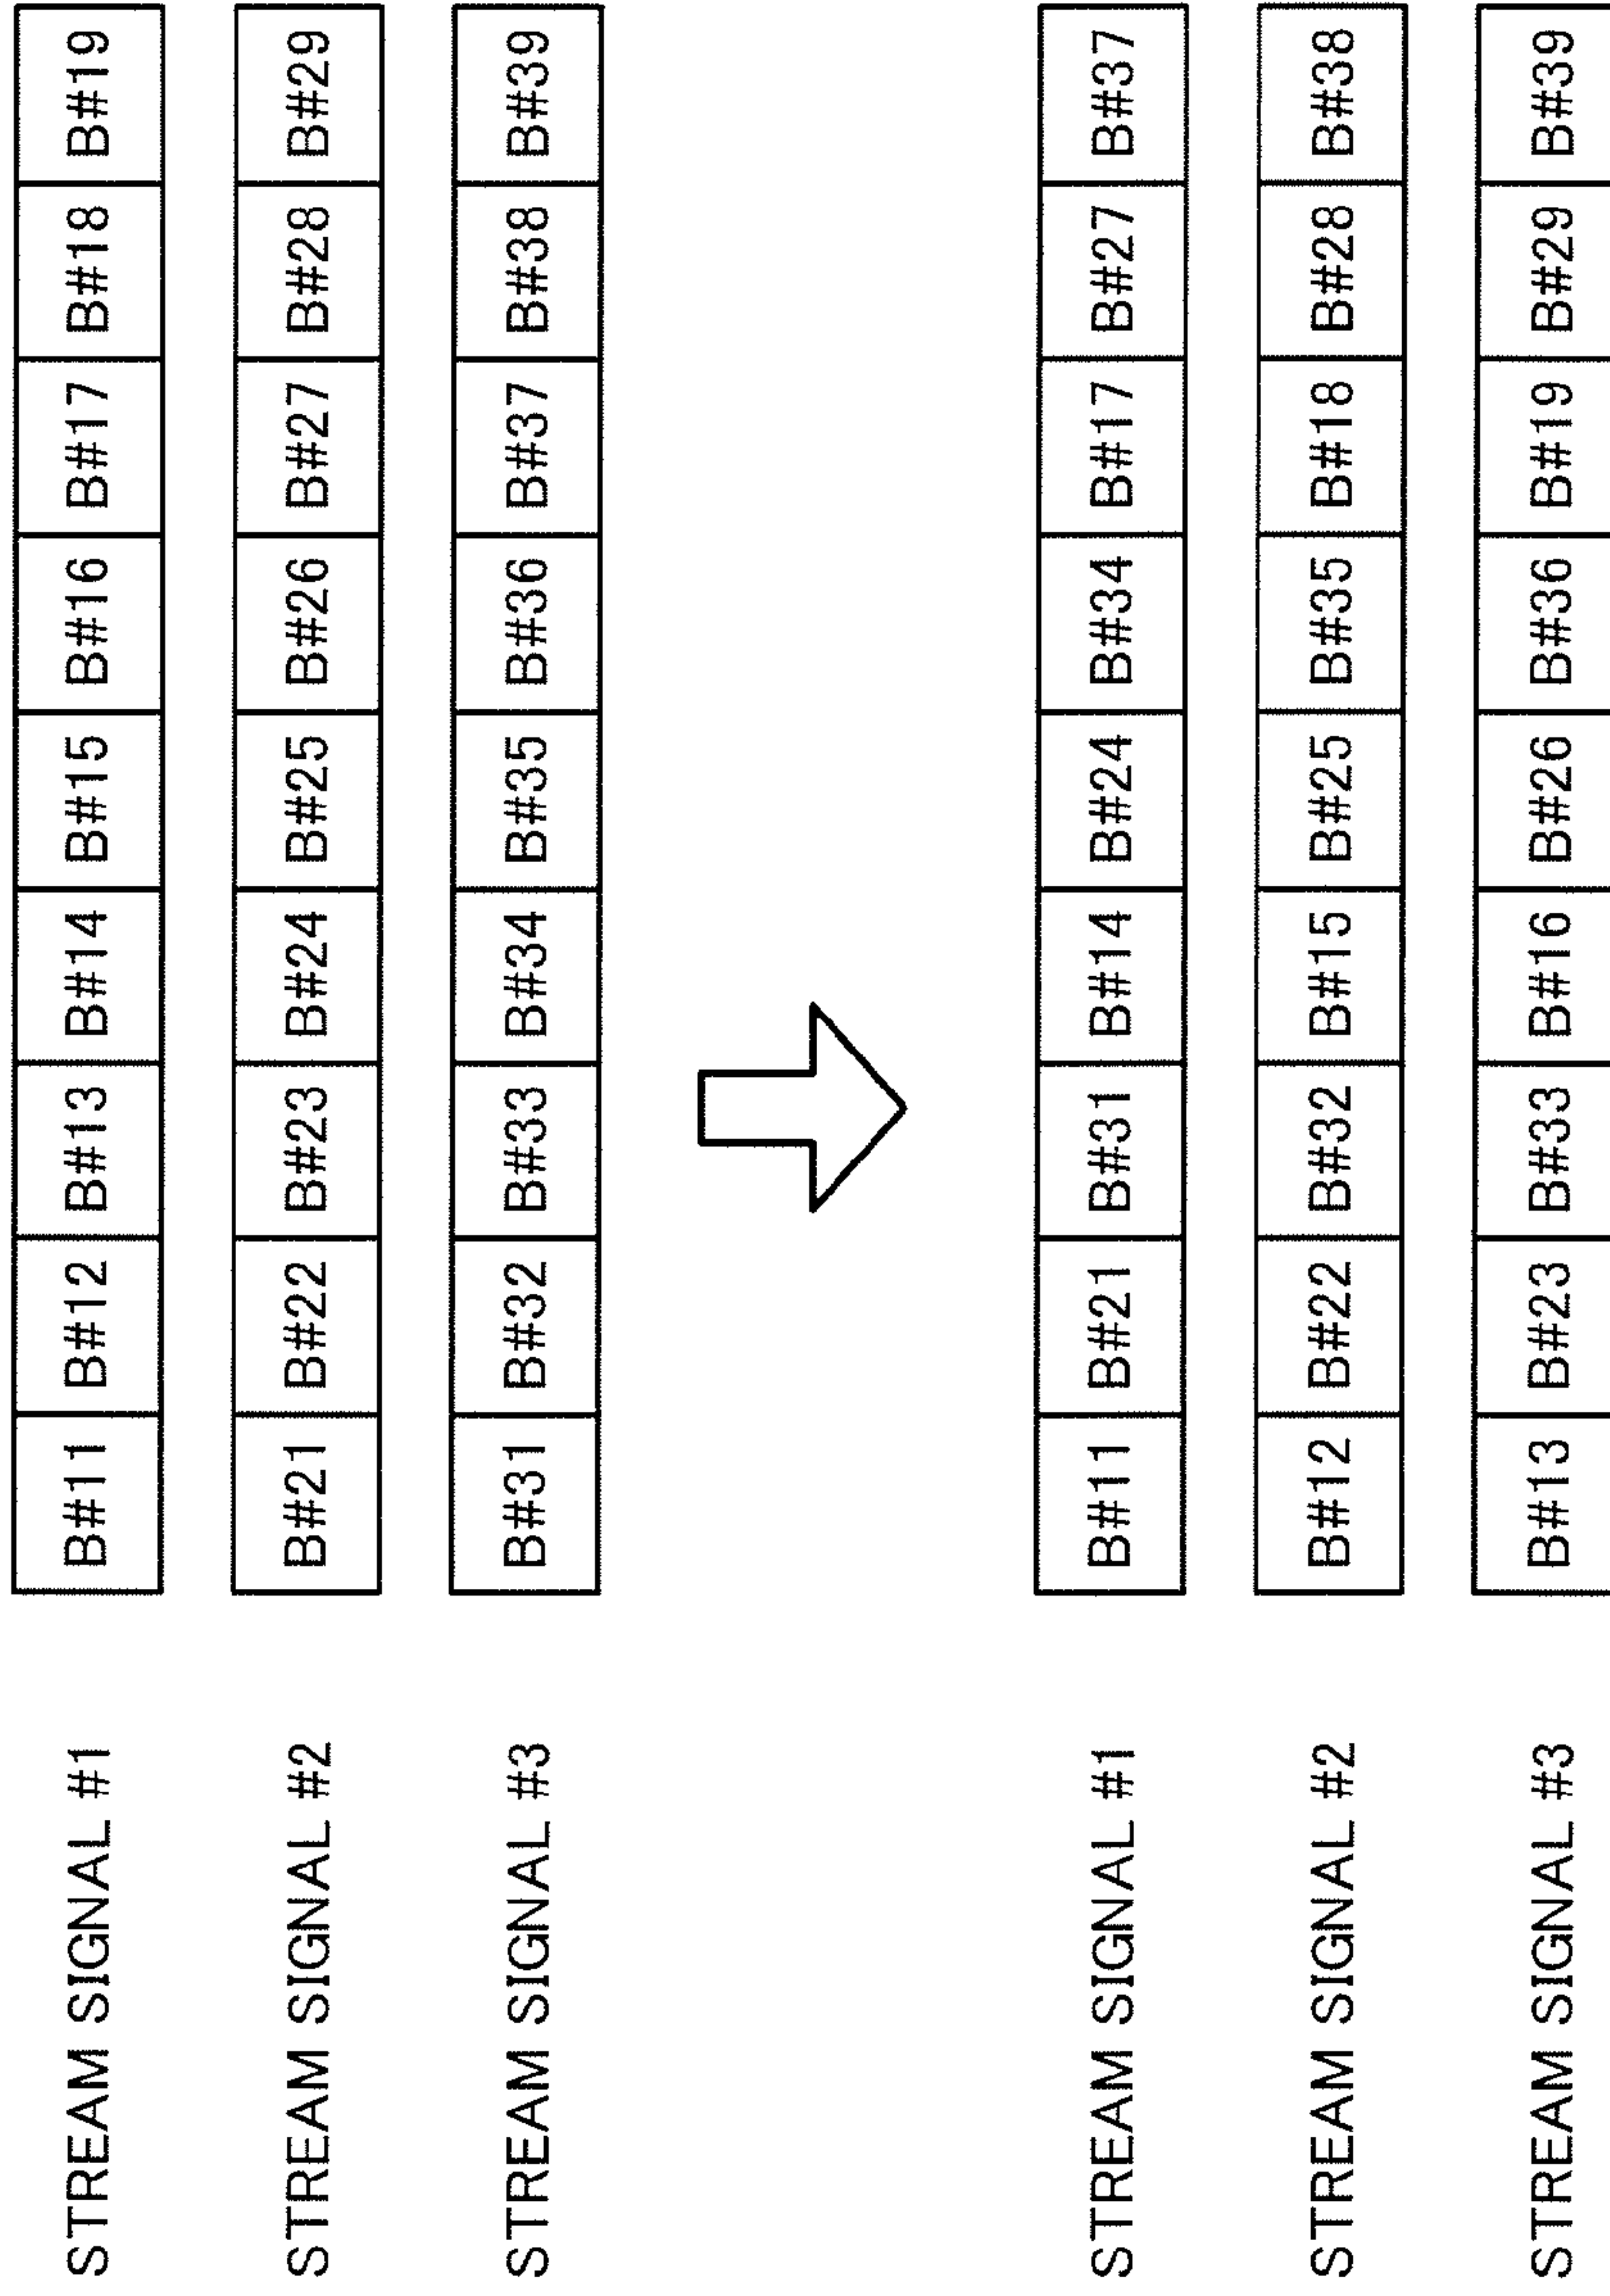 STREAM SIGNAL #1 B#11 B#12 B#13 B#14 B#15 B#16 B#17 B#18 B#19
STREAM SIGNAL #2 B#21 B#22 B#23 B#24 B#25 B#26 B#27 B#28 B#29
STREAM SIGNAL #3 B#31 B#32 B#33 B#34 B#35 B#36 B#37 B#38 B#39
STREAM SIGNAL #1 B#11 B#21 B#31 B#14 B#24 B#34 B#17 B#27 B#37
STREAM SIGNAL #2 B#12 B#22 B#32 B#15 B#25 B#35 B#18 B#28 B#38
STREAM SIGNAL #3 B#13 B#23 B#33 B#16 B#26 B#36 B#19 B#29 B#39